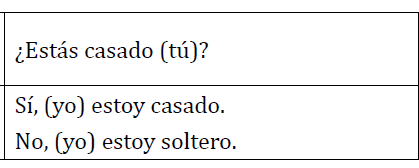 ¿Estás casado (tú)?
Sí, (yo) estoy casado.
No, (yo) estoy soltero.